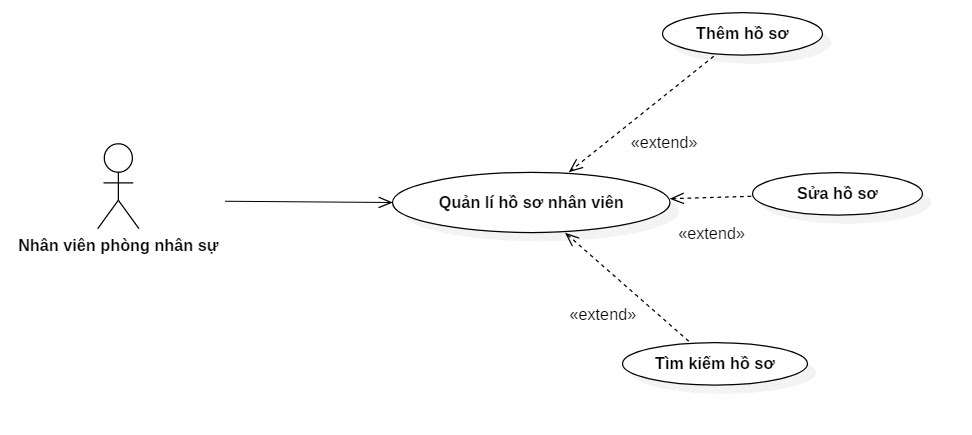 Thêm hồ sơ
«extend»
Sửa hồ sơ
Quản lí hồ sơ nhân viên
«extend»
Nhân viên phòng nhân sự
«extend»
Tìm kiếm hồ sơ